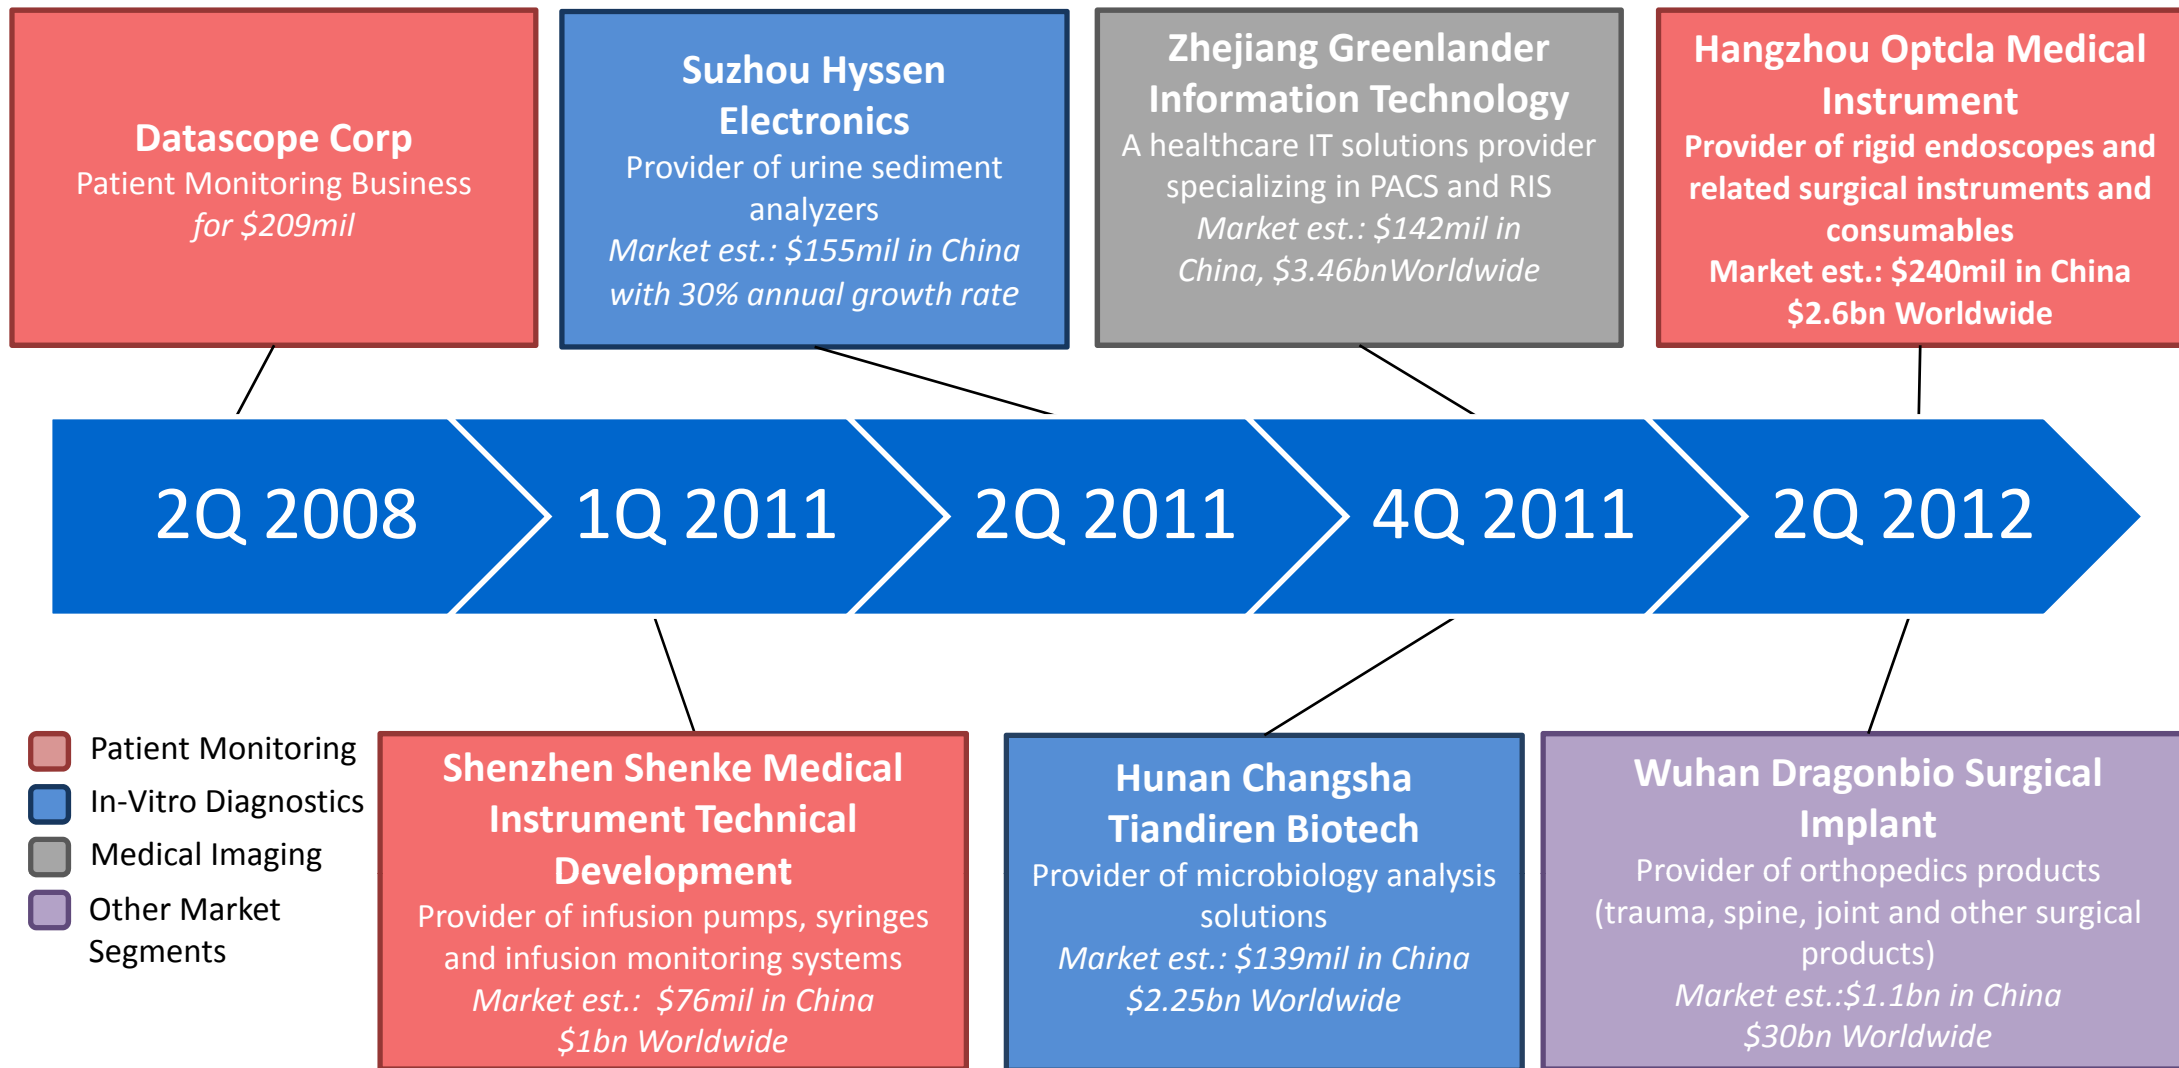 Datascope Corp
Patient Monitoring Business
for $209mil
Suzhou Hyssen
Electronics
Provider of urine sediment
analyzers
Market est.: $155mil in China
with 30% annual growth rate
Zhejiang Greenlander
Information Technology
A healthcare IT solutions provider
specializing in PACS and RIS
Market est.: $142mil in
China, $3.46bnWorldwide
Hangzhou Optcla Medical
Instrument
Provider of rigid endoscopes and
related surgical instruments and
consumables
Market est.: $240mil in China
$2.6bn Worldwide
2Q 2008
1Q 2011
2Q 2011
4Q 2011
2Q 2012
Patient Monitoring
In-Vitro Diagnostics
Medical Imaging
Other Market
Segments
Shenzhen Shenke Medical
Instrument Technical
Development
Provider of infusion pumps, syringes
and infusion monitoring systems
Market est.: $76mil in China
$1bn Worldwide
Hunan Changsha
Tiandiren Biotech
Provider of microbiology analysis
solutions
Market est.: $139mil in China
$2.25bn Worldwide
Wuhan Dragonbio Surgical
Implant
Provider of orthopedics products
(trauma, spine, joint and other surgical
products)
Market est.:$1.1bn in China
$30bn Worldwide